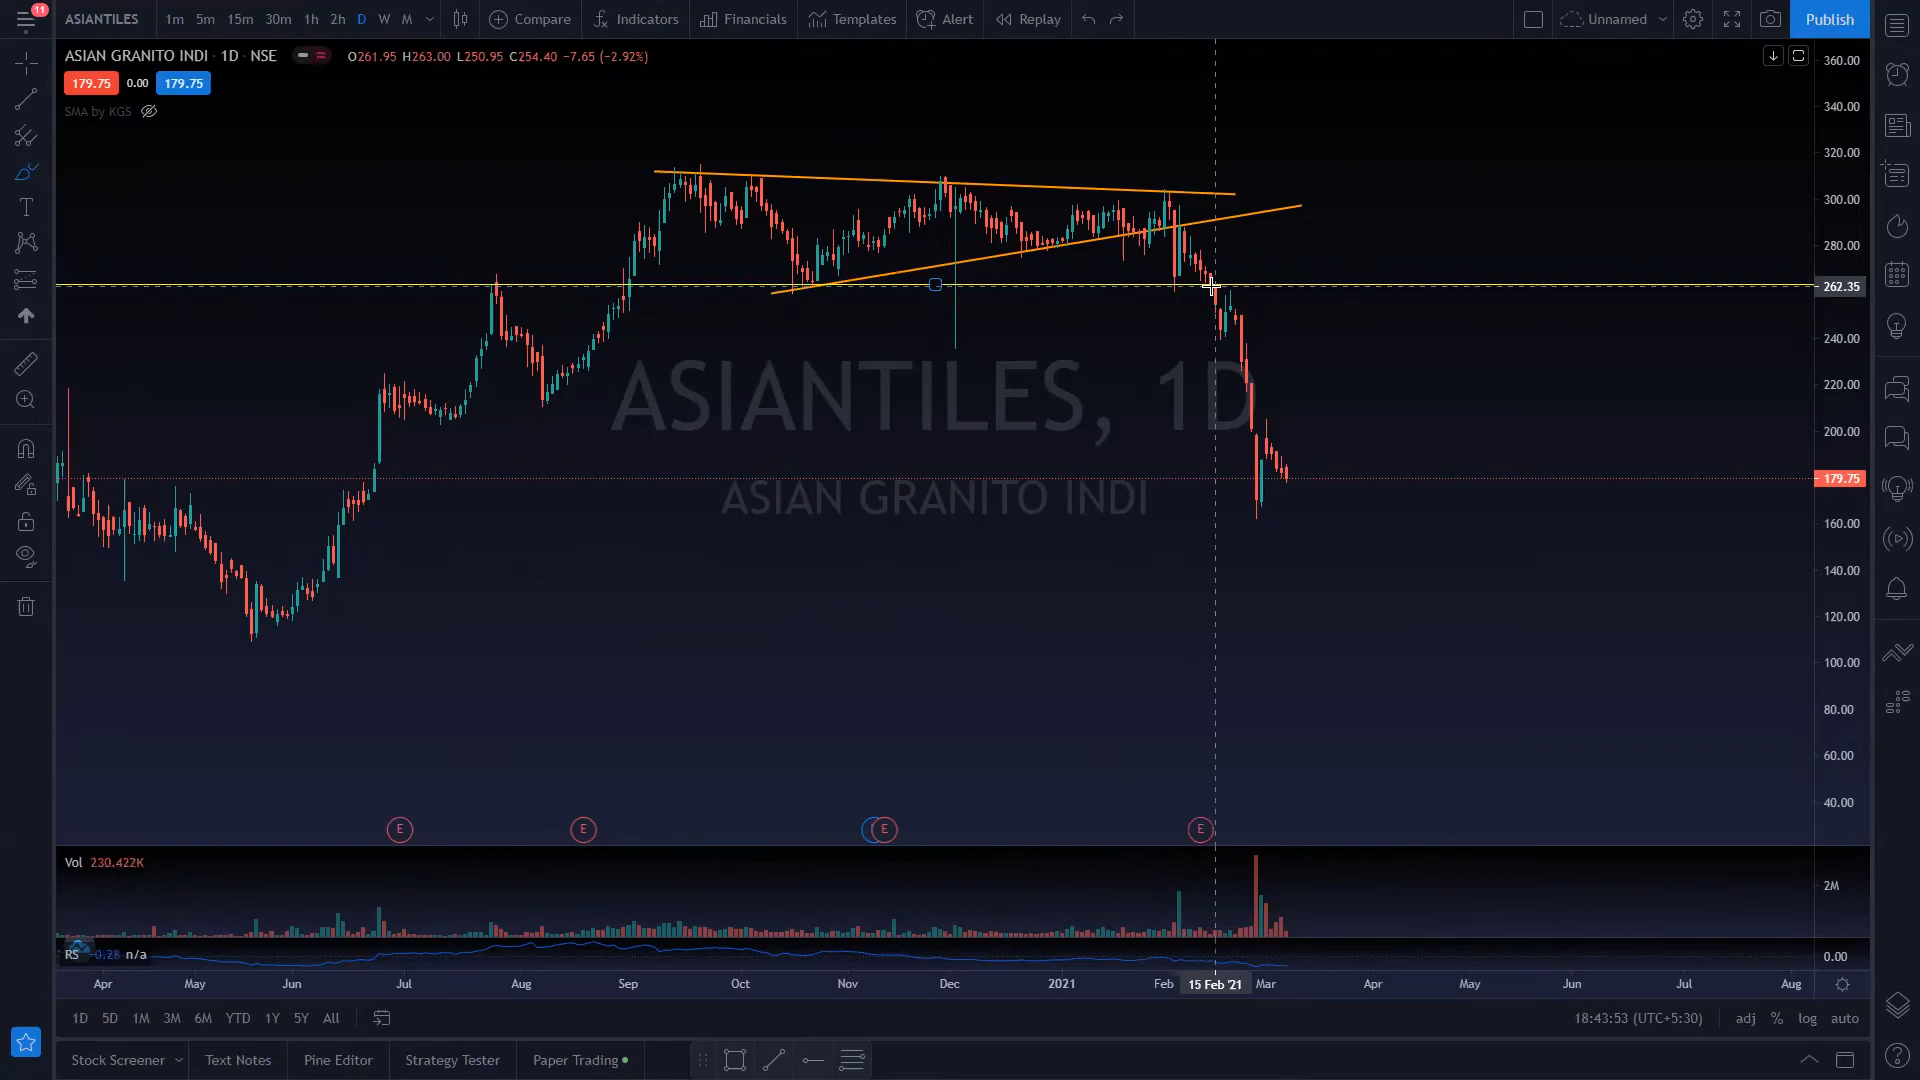 11
ASIANTILES 1m 5m 15m 30m 1h 2h D W M Compare Indicators Financials Templates Alert Replay Unnamed Publish
ASIAN GRANITO INDI · 1D · NSE O261.95 H263.00 L250.95 C254.40 −7.65 (−2.92%)
179.75 0.00 179.75
SMA by KGS
360.00
340.00
320.00
300.00
280.00
262.35
240.00
220.00
200.00
179.75
160.00
140.00
120.00
100.00
80.00
60.00
40.00
ASIANTILES, 1D
ASIAN GRANITO INDI
E E E E
Vol 230.422K
2M
RS 0.28 n/a
0.00
Apr May Jun Jul Aug Sep Oct Nov Dec 2021 Feb 15 Feb '21 Mar Apr May Jun Jul Aug
1D 5D 1M 3M 6M YTD 1Y 5Y All 18:43:53 (UTC+5:30) adj % log auto
Stock Screener Text Notes Pine Editor Strategy Tester Paper Trading